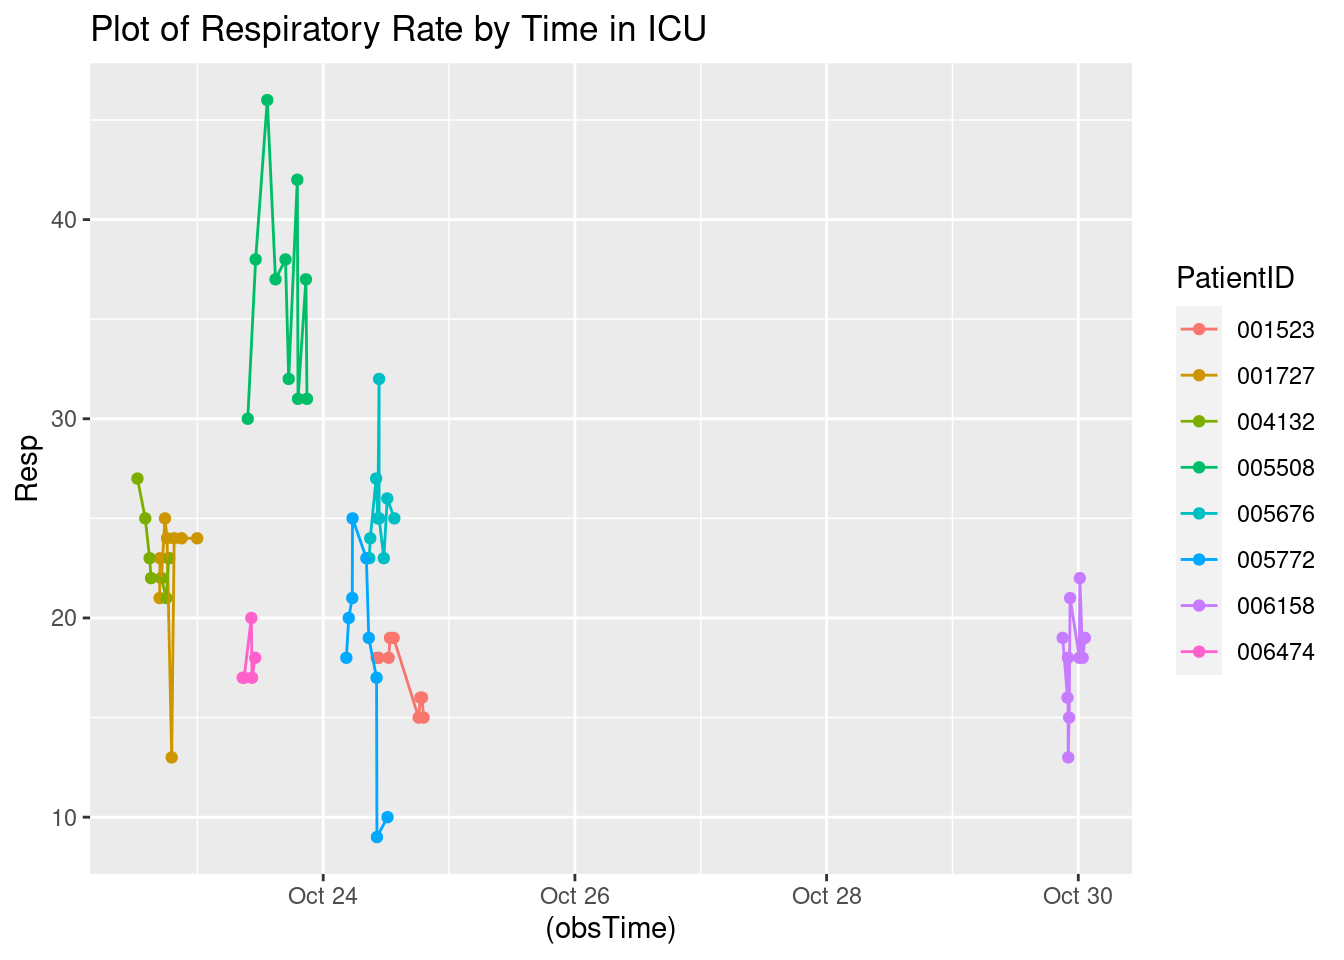 Plot of Respiratory Rate by Time in ICU
Resp
40
30
20
10
Oct 24
Oct 26
Oct 28
Oct 30
(obsTime)
PatientID
001523
001727
004132
005508
005676
005772
006158
006474